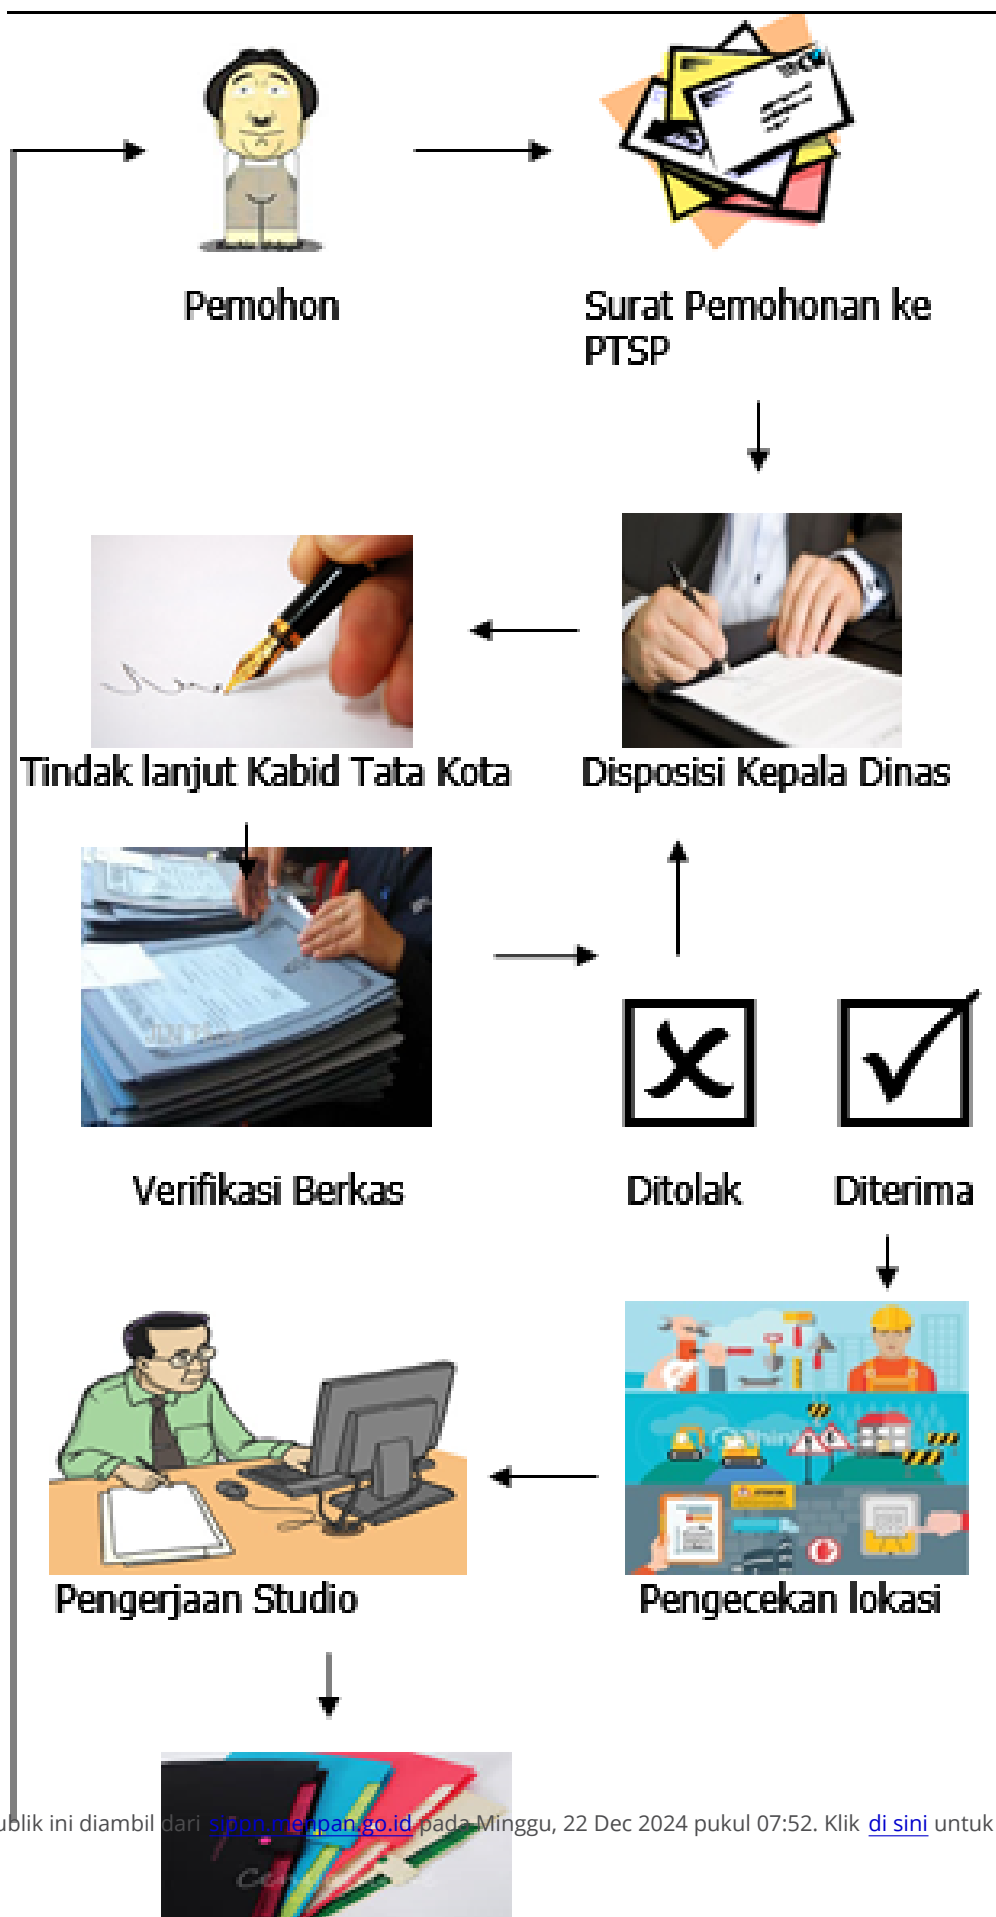 Pemohon
Surat Pemohonan ke
PTSP
Tindak lanjut Kabid Tata Kota
Disposisi Kepala Dinas
Verifikasi Berkas
Ditolak
Diterima
Pengerjaan Studio
Pengecekan lokasi
ublik ini diambil dari sippn.menpan.go.id pada Minggu, 22 Dec 2024 pukul 07:52. Klik di sini untuk